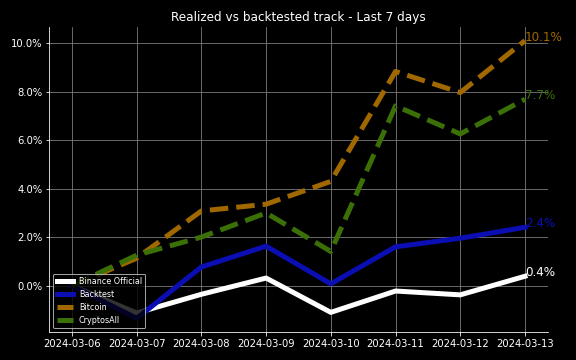 Realized vs backtested track - Last 7 days
10.0%
8.0%
6.0%
4.0%
2.0%
0.0%
10.1%
7.7%
2.4%
0.4%
Binance Official
Backtest
Bitcoin
CryptosAll
2024-03-06 2024-03-07 2024-03-08 2024-03-09 2024-03-10 2024-03-11 2024-03-12 2024-03-13